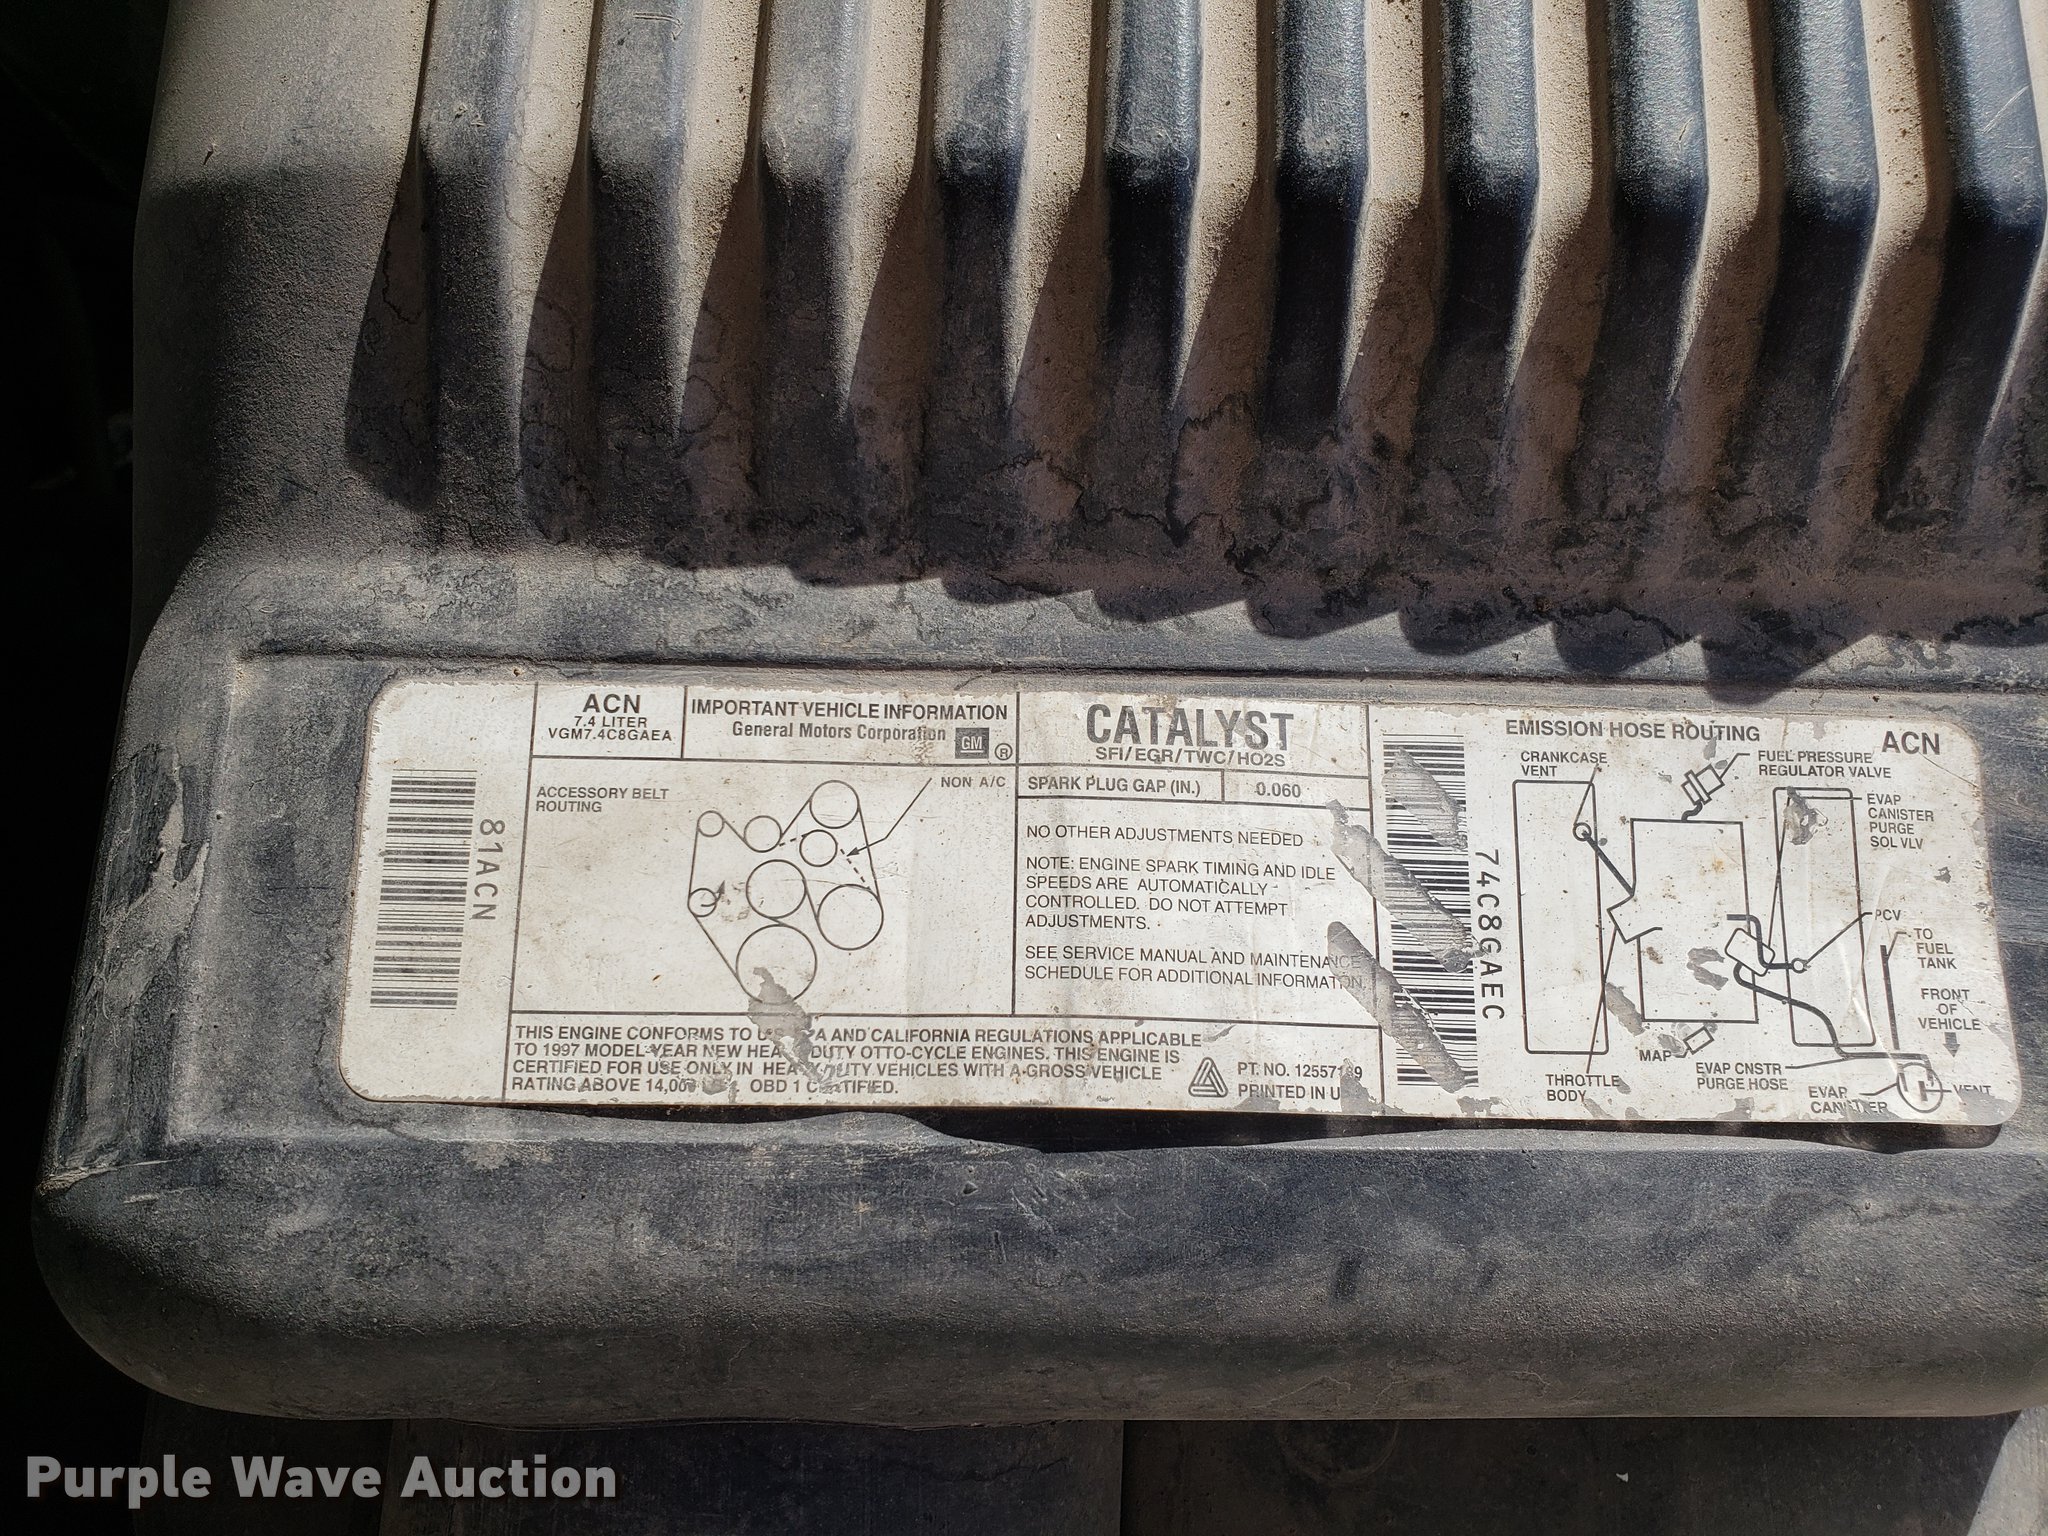 ACN
7.4 LITER
VGM7.4C8GAEA
IMPORTANT VEHICLE INFORMATION
General Motors Corporation
GM ®
81ACN
ACCESSORY BELT
ROUTING
NON A/C
CATALYST
SFI/EGR/TWC/HO2S
SPARK PLUG GAP (IN.) 0.060
NO OTHER ADJUSTMENTS NEEDED
NOTE: ENGINE SPARK TIMING AND IDLE
SPEEDS ARE AUTOMATICALLY
CONTROLLED. DO NOT ATTEMPT
ADJUSTMENTS.
SEE SERVICE MANUAL AND MAINTENANCE
SCHEDULE FOR ADDITIONAL INFORMATION.
THIS ENGINE CONFORMS TO AND CALIFORNIA REGULATIONS APPLICABLE
TO 1997 MODEL-YEAR NEW HEAVY-DUTY OTTO-CYCLE ENGINES. THIS ENGINE IS
CERTIFIED FOR USE ONLY IN HEAVY-DUTY VEHICLES WITH A GROSS VEHICLE
RATING ABOVE OBD 1 CERTIFIED.
PT. NO.
PRINTED IN
74C8GAEC
EMISSION HOSE ROUTING
ACN
CRANKCASE
VENT
FUEL PRESSURE
REGULATOR VALVE
EVAP
CANISTER
PURGE
SOL VLV
PCV
TO
FUEL
TANK
FRONT
OF
VEHICLE
MAP
THROTTLE
BODY
EVAP CNSTR
PURGE HOSE
EVAP
CANISTER
VENT
Purple Wave Auction